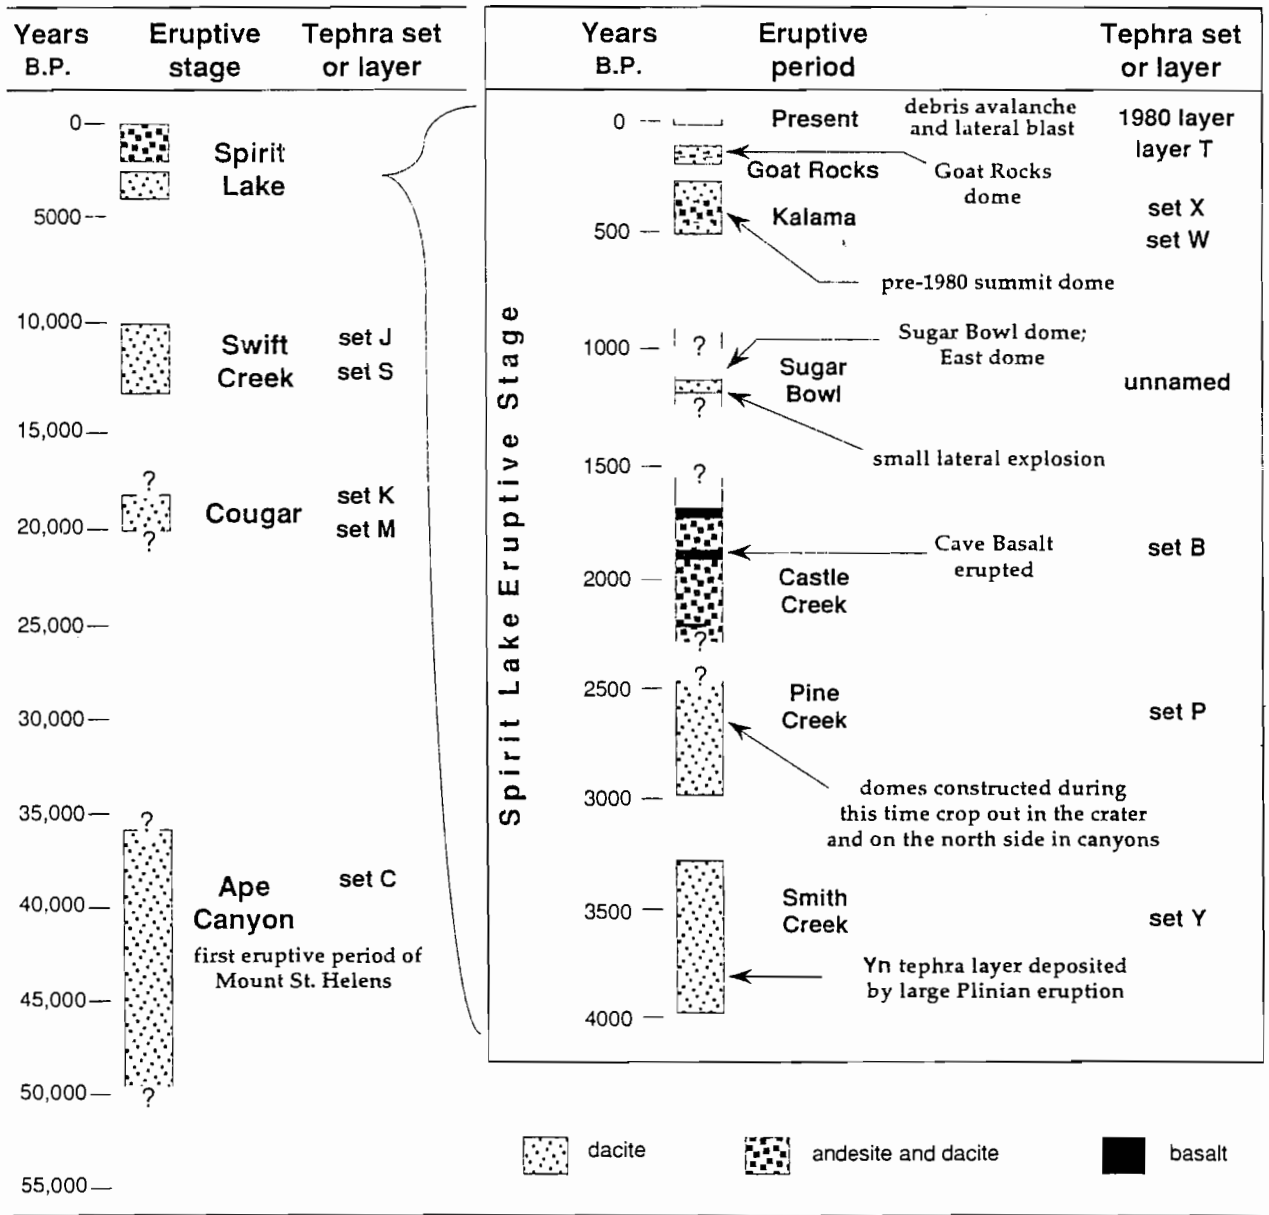 Years
B.P.
Eruptive
stage
Tephra set
or layer
0
Spirit
Lake
5000
10,000
Swift
Creek
set J
set S
15,000
?
Cougar
set K
set M
20,000
?
25,000
30,000
35,000
?
Ape
Canyon
set C
40,000
first eruptive period of
Mount St. Helens
45,000
50,000
?
55,000
Spirit Lake Eruptive Stage
Years
B.P.
Eruptive
period
Tephra set
or layer
0
Present
debris avalanche
and lateral blast
1980 layer
layer T
Goat Rocks
Goat Rocks
dome
Kalama
set X
set W
500
pre-1980 summit dome
1000
?
Sugar Bowl dome;
East dome
Sugar
Bowl
unnamed
?
small lateral explosion
1500
?
Cave Basalt
erupted
set B
2000
Castle
Creek
?
?
2500
Pine
Creek
set P
3000
domes constructed during
this time crop out in the crater
and on the north side in canyons
3500
Smith
Creek
set Y
Yn tephra layer deposited
by large Plinian eruption
4000
dacite
andesite and dacite
basalt